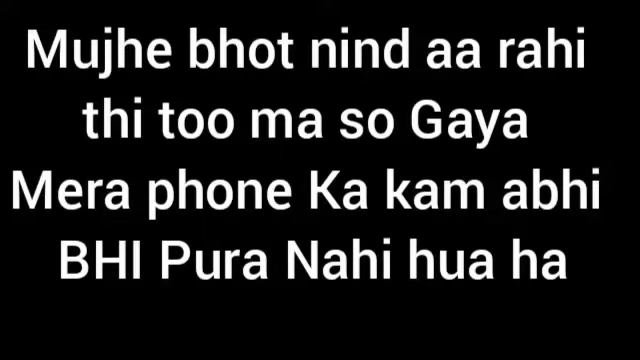 Mujhe bhot nind aa rahi
thi too ma so Gaya
Mera phone Ka kam abhi
BHI Pura Nahi hua ha